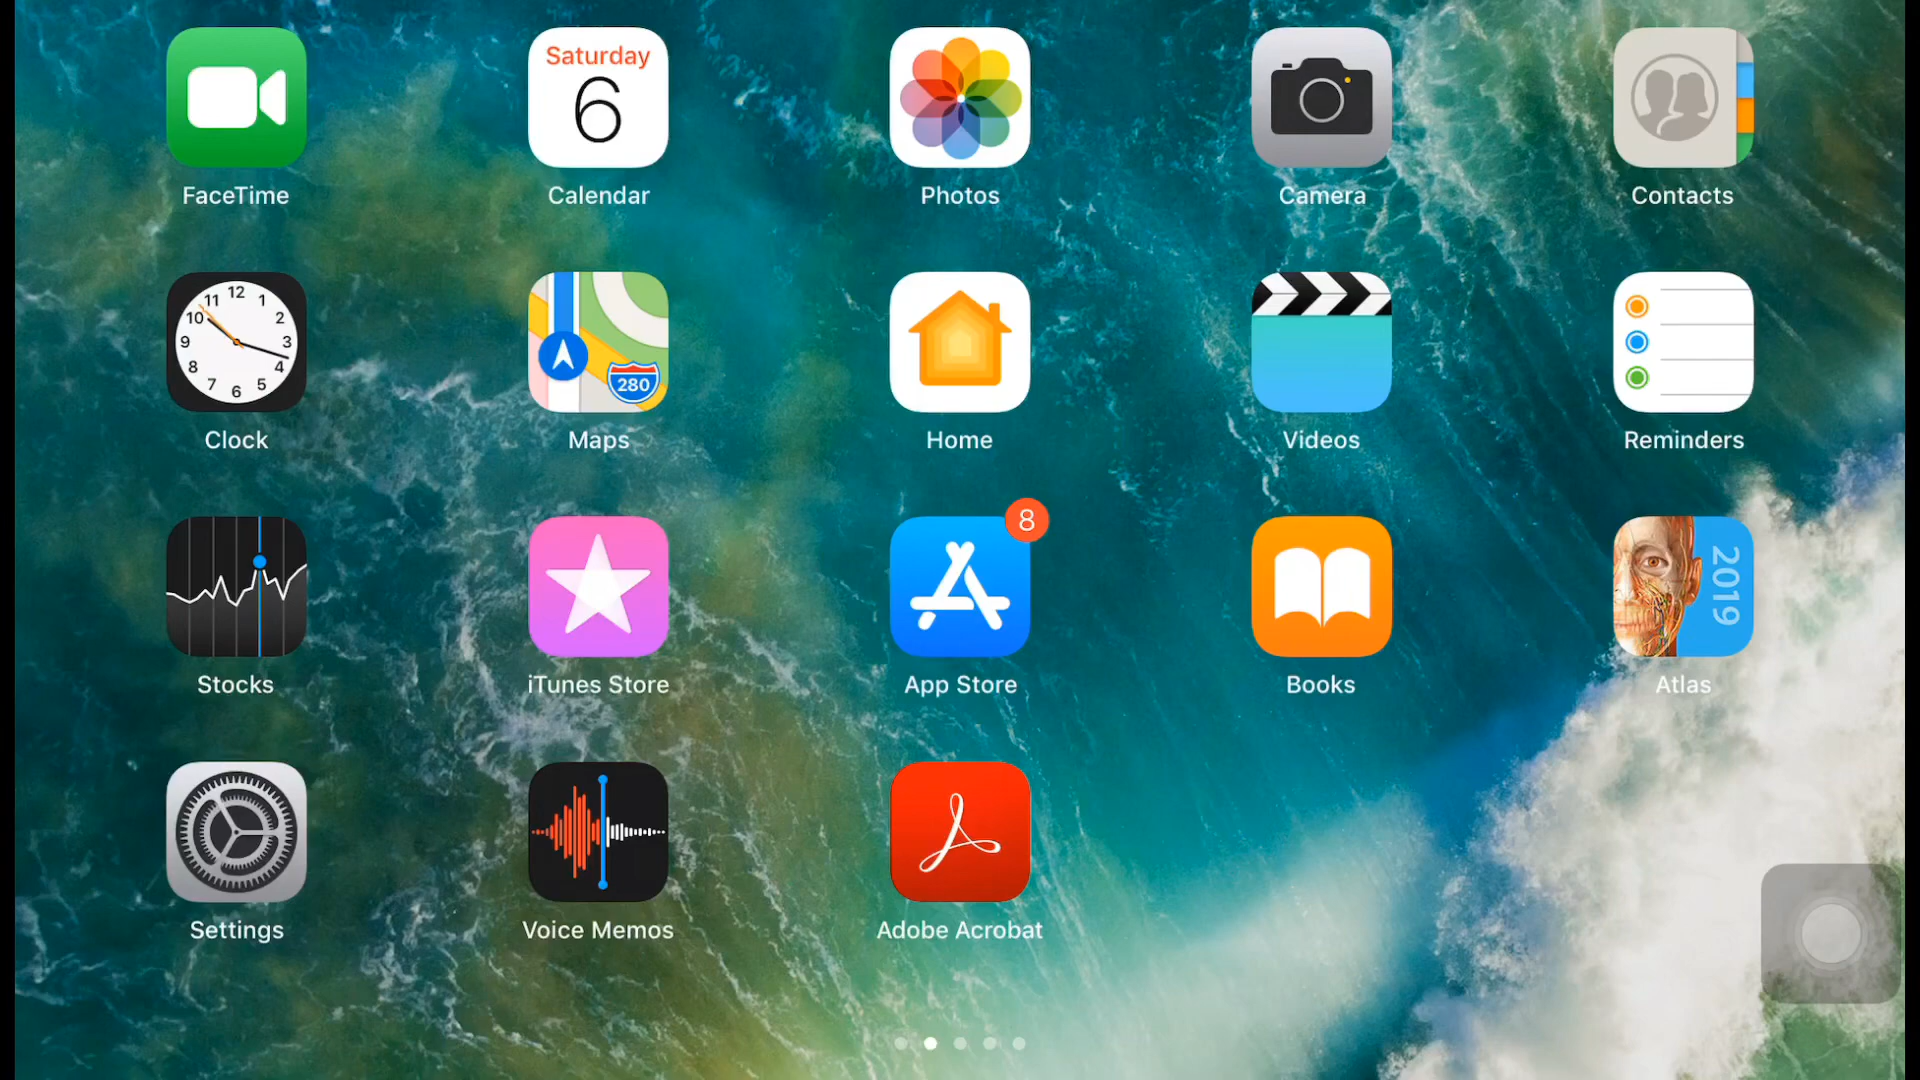 Saturday
6
FaceTime
Calendar
Photos
Camera
Contacts
12
11
1
10
2
9
3
8
4
7
5
6
280
Clock
Maps
Home
Videos
Reminders
8
2019
Stocks
iTunes Store
App Store
Books
Atlas
Settings
Voice Memos
Adobe Acrobat